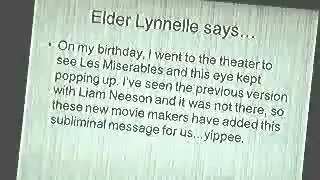 Elder Lynnelle says...
• On my birthday, I went to the theater to
see Les Miserables and this eye kept
popping up. I've seen the previous version
with Liam Neeson and it was not there, so
these new movie makers have added this
subliminal message for us...yippee.